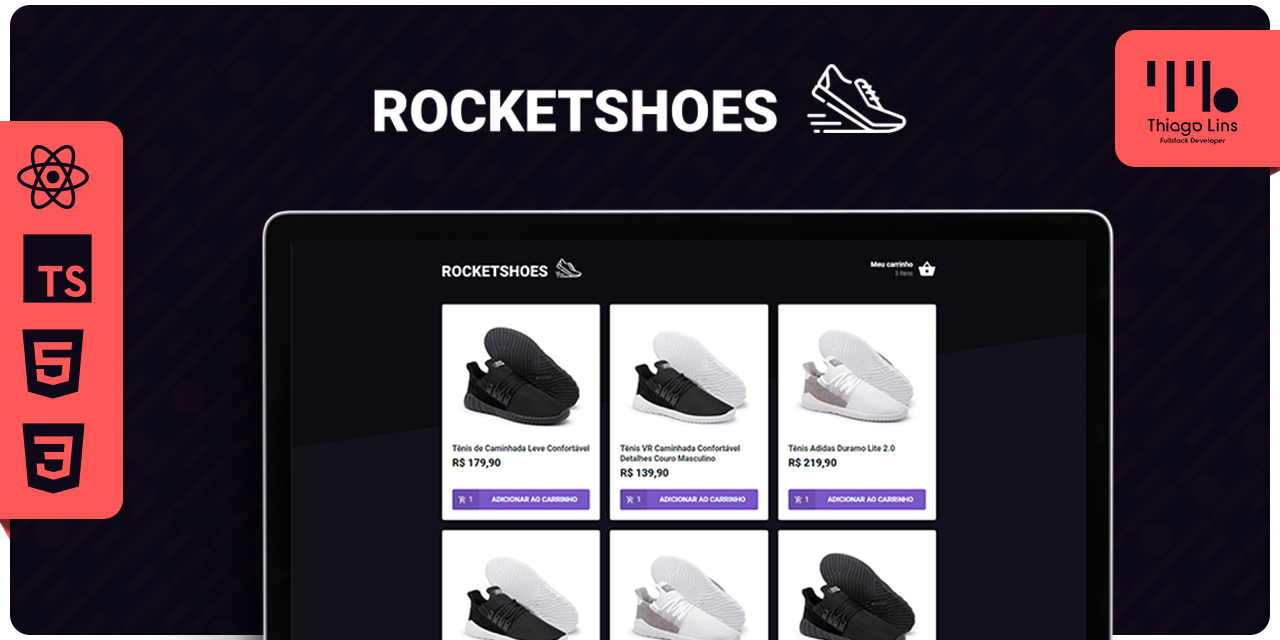 ROCKETSHOES
Thiago Lins
Fullstack Developer
TS
5
3
ROCKETSHOES
Meu carrinho
3 itens
Tênis de Caminhada Leve Confortável
R$ 179,90
1 ADICIONAR AO CARRINHO
Tênis VR Caminhada Confortável
Detalhes Couro Masculino
R$ 139,90
1 ADICIONAR AO CARRINHO
Tênis Adidas Duramo Lite 2.0
R$ 219,90
1 ADICIONAR AO CARRINHO